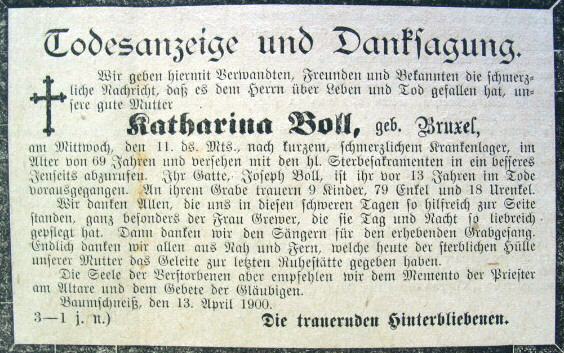 Todesanzeige und Danksagung.
Wir geben hiermit Verwandten, Freunden und Bekannten die schmerz-
liche Nachricht, daß es dem Herrn über Leben und Tod gefallen hat, un-
sere gute Mutter
Katharina Boll, geb. Bruxel,
am Mittwoch, den 11. ds. Mts. nach kurzem, schmerzlichem Krankenlager, im
Alter von 69 Jahren und versehen mit den hl. Sterbesakramenten in ein besseres
Jenseits abzurufen. Ihr Gatte, Joseph Boll, ist ihr vor 13 Jahren im Tode
vorausgegangen. An ihrem Grabe trauern 9 Kinder, 79 Enkel und 18 Urenkel.
Wir danken Allen, die uns in diesen schweren Tagen so hilfreich zur Seite
standen, ganz besonders der Frau Grewer, die sie Tag und Nacht so liebreich
gepflegt hat. Dann danken wir den Sängern für den erhebenden Grabgesang.
Endlich danken wir allen aus Nah und Fern, welche heute der sterblichen Hülle
unserer Mutter das Geleite zur letzten Ruhestätte gegeben haben.
Die Seele der Verstorbenen aber empfehlen wir dem Memento der Priester
am Altare und dem Gebete der Gläubigen.
Baumschneiß, den 13. April 1900.
3—1 j. n.) Die trauernden Hinterbliebenen.